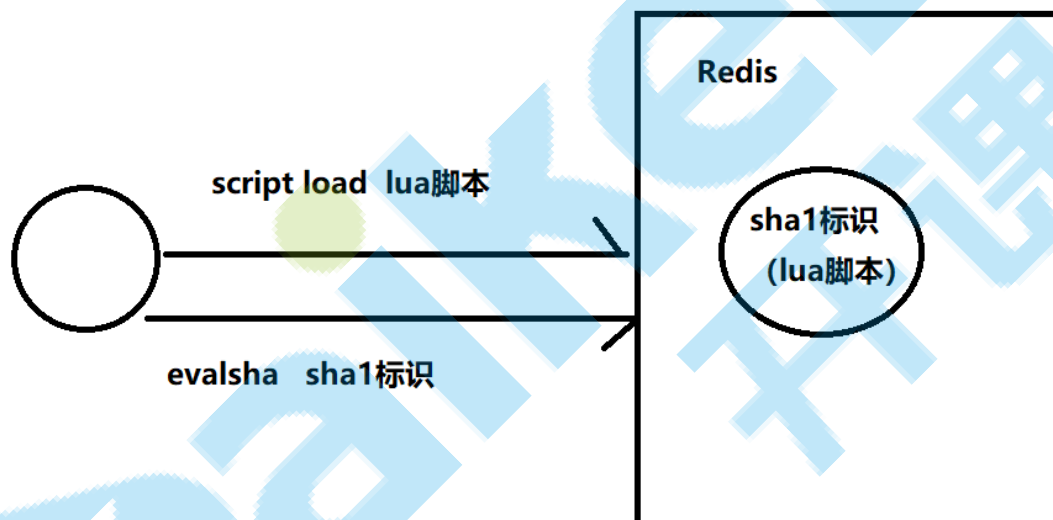 Redis
script load lua脚本
sha1标识
（lua脚本）
evalsha sha1标识